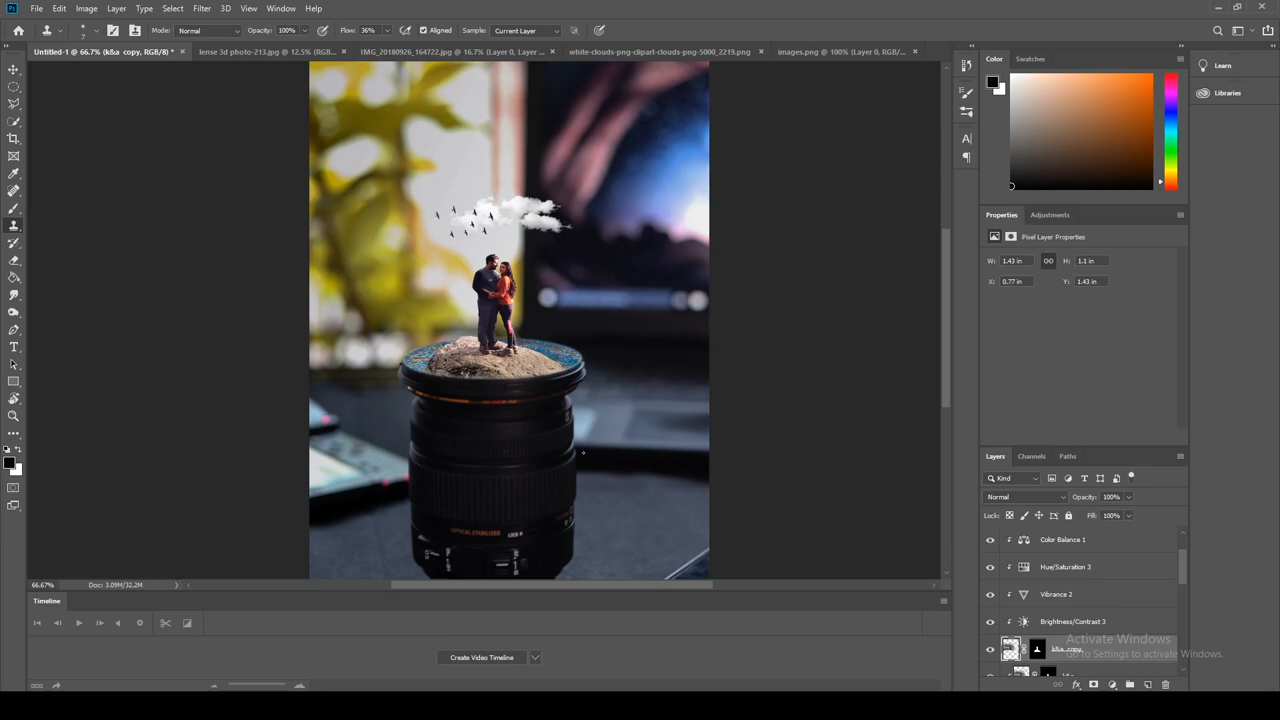 File Edit Image Layer Type Select Filter 3D View Window Help
Mode: Normal Opacity: 100% Flow: 36% Aligned Sample: Current Layer
Untitled-1 @ 66.7% (k&a copy, RGB/8) * × lense 3d photo-213.jpg @ 12.5% (RGB... × IMG_20180926_164722.jpg @ 16.7% (Layer 0, Layer ... × white-clouds-png-clipart-clouds-png-5000_2219.png × images.png @ 100% (Layer 0, RGB/... ×
Color Swatches
Learn
Libraries
Properties Adjustments
Pixel Layer Properties
W: 1.43 in H: 1.1 in
X: 0.77 in Y: 1.43 in
OPTICAL STABILIZER LOCK
Layers Channels Paths
Kind
Normal Opacity: 100%
Lock: Fill: 100%
Color Balance 1
Hue/Saturation 3
Vibrance 2
Brightness/Contrast 3
k&a copy
Activate Windows
Go to Settings to activate Windows.
66.67% Doc: 3.09M/32.2M
Timeline
Create Video Timeline